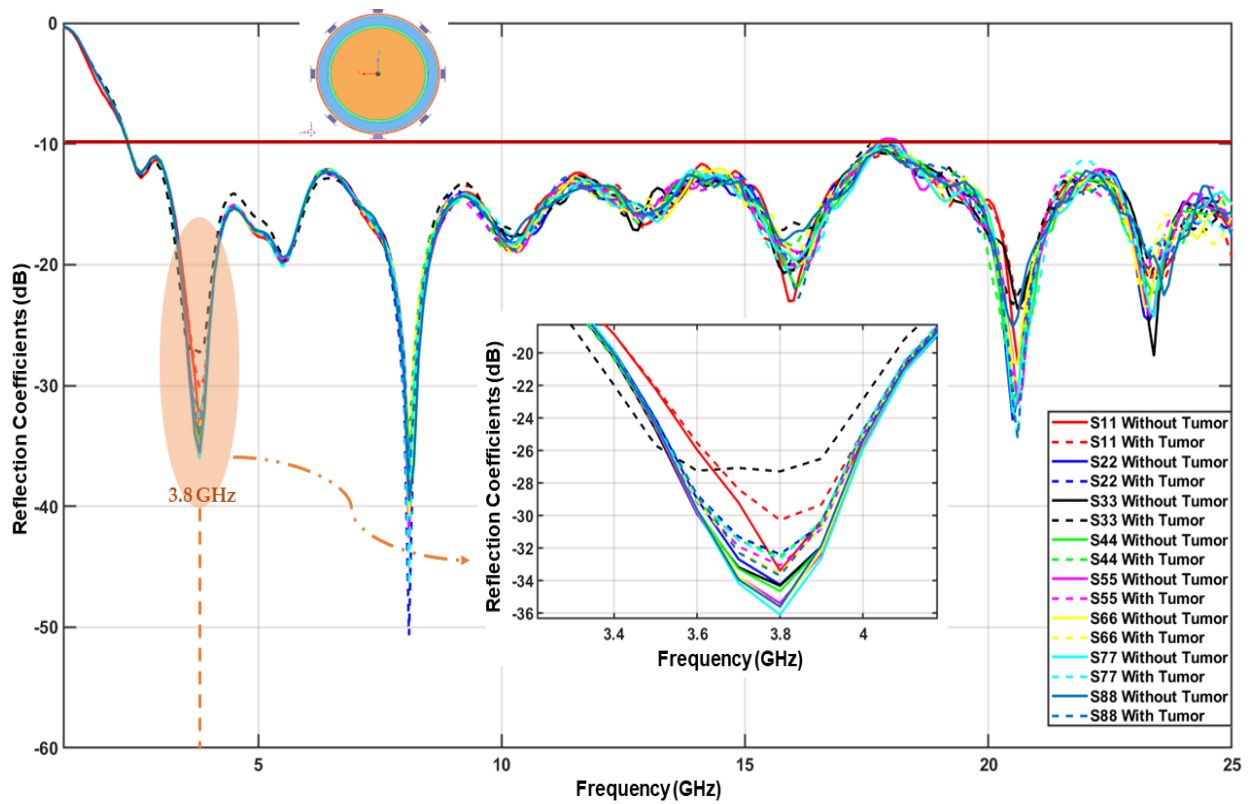 0
-10
-20
-30
-40
-50
-60
Reflection Coefficients (dB)
5
10
15
20
25
Frequency (GHz)
3.8 GHz
-20
-22
-24
-26
-28
-30
-32
-34
-36
Reflection Coefficients (dB)
3.4
3.6
3.8
4
Frequency (GHz)
S11 Without Tumor
S11 With Tumor
S22 Without Tumor
S22 With Tumor
S33 Without Tumor
S33 With Tumor
S44 Without Tumor
S44 With Tumor
S55 Without Tumor
S55 With Tumor
S66 Without Tumor
S66 With Tumor
S77 Without Tumor
S77 With Tumor
S88 Without Tumor
S88 With Tumor